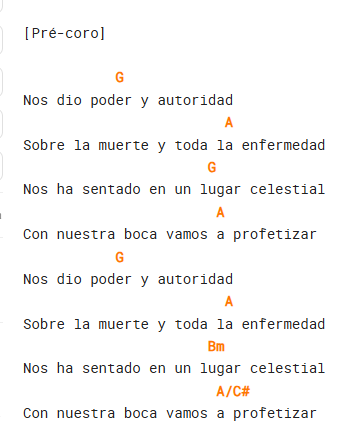 [Pré-coro]
G
Nos dio poder y autoridad
A
Sobre la muerte y toda la enfermedad
G
Nos ha sentado en un lugar celestial
A
Con nuestra boca vamos a profetizar
G
Nos dio poder y autoridad
A
Sobre la muerte y toda la enfermedad
Bm
Nos ha sentado en un lugar celestial
A/C#
Con nuestra boca vamos a profetizar